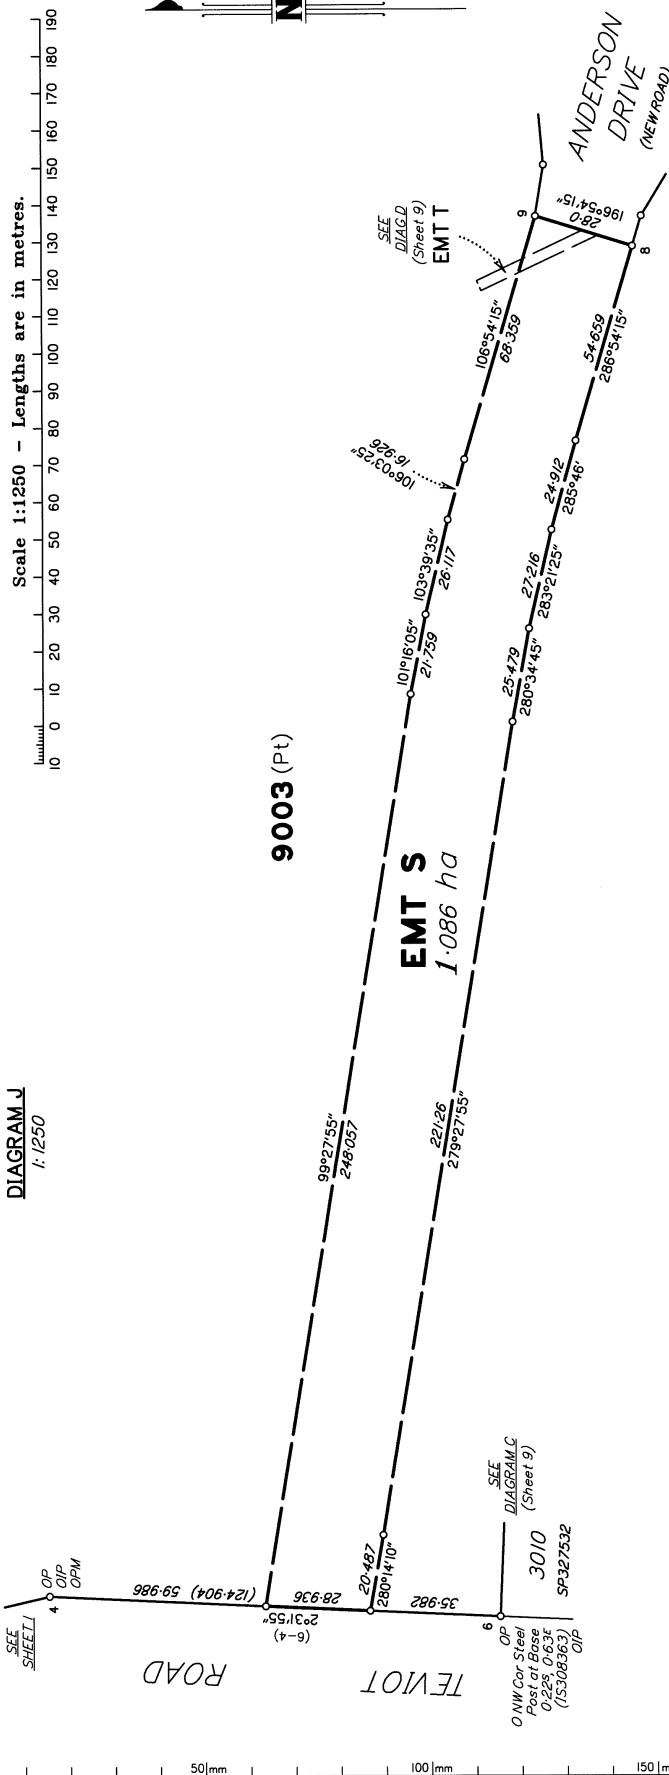 DIAGRAM J
1:1250
Scale 1:1250 – Lengths are in metres.
10 0 10 20 30 40 50 60 70 80 90 100 110 120 130 140 150 160 170 180 190
N
ANDERSON
DRIVE
(NEW ROAD)
SEE
DIAG D
(Sheet 9)
EMT T
9
8
196°54'15"
28·0
106°54'15"
68·359
106°03'25"
16·926
103°39'35"
26·117
101°16'05"
21·759
99°27'55"
248·057
54·659
286°54'15"
24·912
285°46'
27·216
283°21'25"
25·479
280°34'45"
221·26
279°27'55"
20·487
280°14'10"
9003 (Pt)
EMT S
1·086 ha
SEE
SHEET 1
4
OP
OIP
OPM
(124·904) 59·986
28·936
2°31'55"
(6–4)
35·982
ROAD
TEVIOT
SEE
DIAGRAM C
(Sheet 9)
3010
SP327532
6
OP
O NW Cor Steel
Post at Base
0·22S, 0·63E
(IS308363)
OIP
50 mm
100 mm
150 m